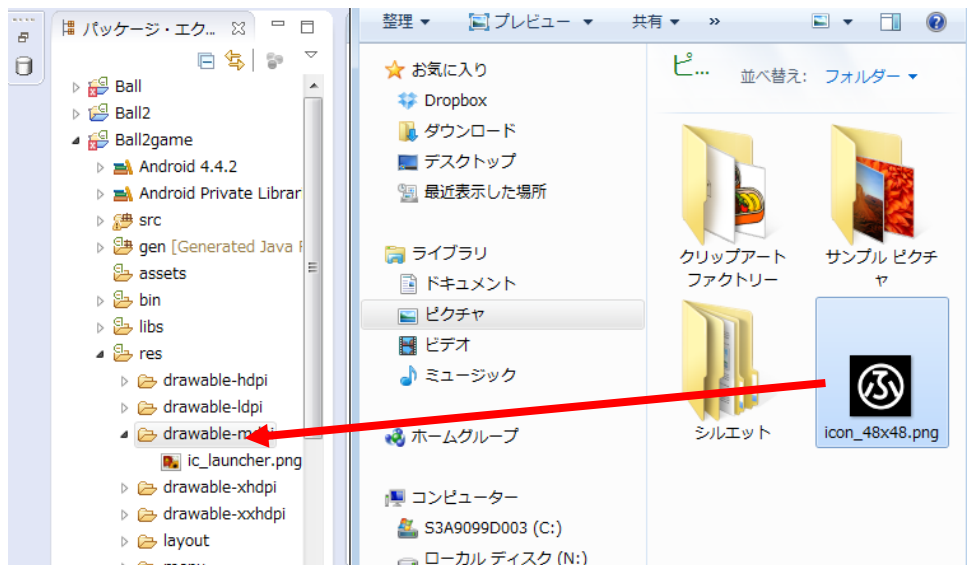 パッケージ・エク...
Ball
Ball2
Ball2game
Android 4.4.2
Android Private Librar
src
gen [Generated Java F
assets
bin
libs
res
drawable-hdpi
drawable-ldpi
drawable-mdpi
ic_launcher.png
drawable-xhdpi
drawable-xxhdpi
layout
menu
整理
プレビュー
共有
»
お気に入り
Dropbox
ダウンロード
デスクトップ
最近表示した場所
ライブラリ
ドキュメント
ピクチャ
ビデオ
ミュージック
ホームグループ
コンピューター
S3A9099D003 (C:)
ローカル ディスク (N:)
ピ...
並べ替え: フォルダー
クリップアート
ファクトリー
サンプル ピクチ
ャ
シルエット
ふ
icon_48x48.png